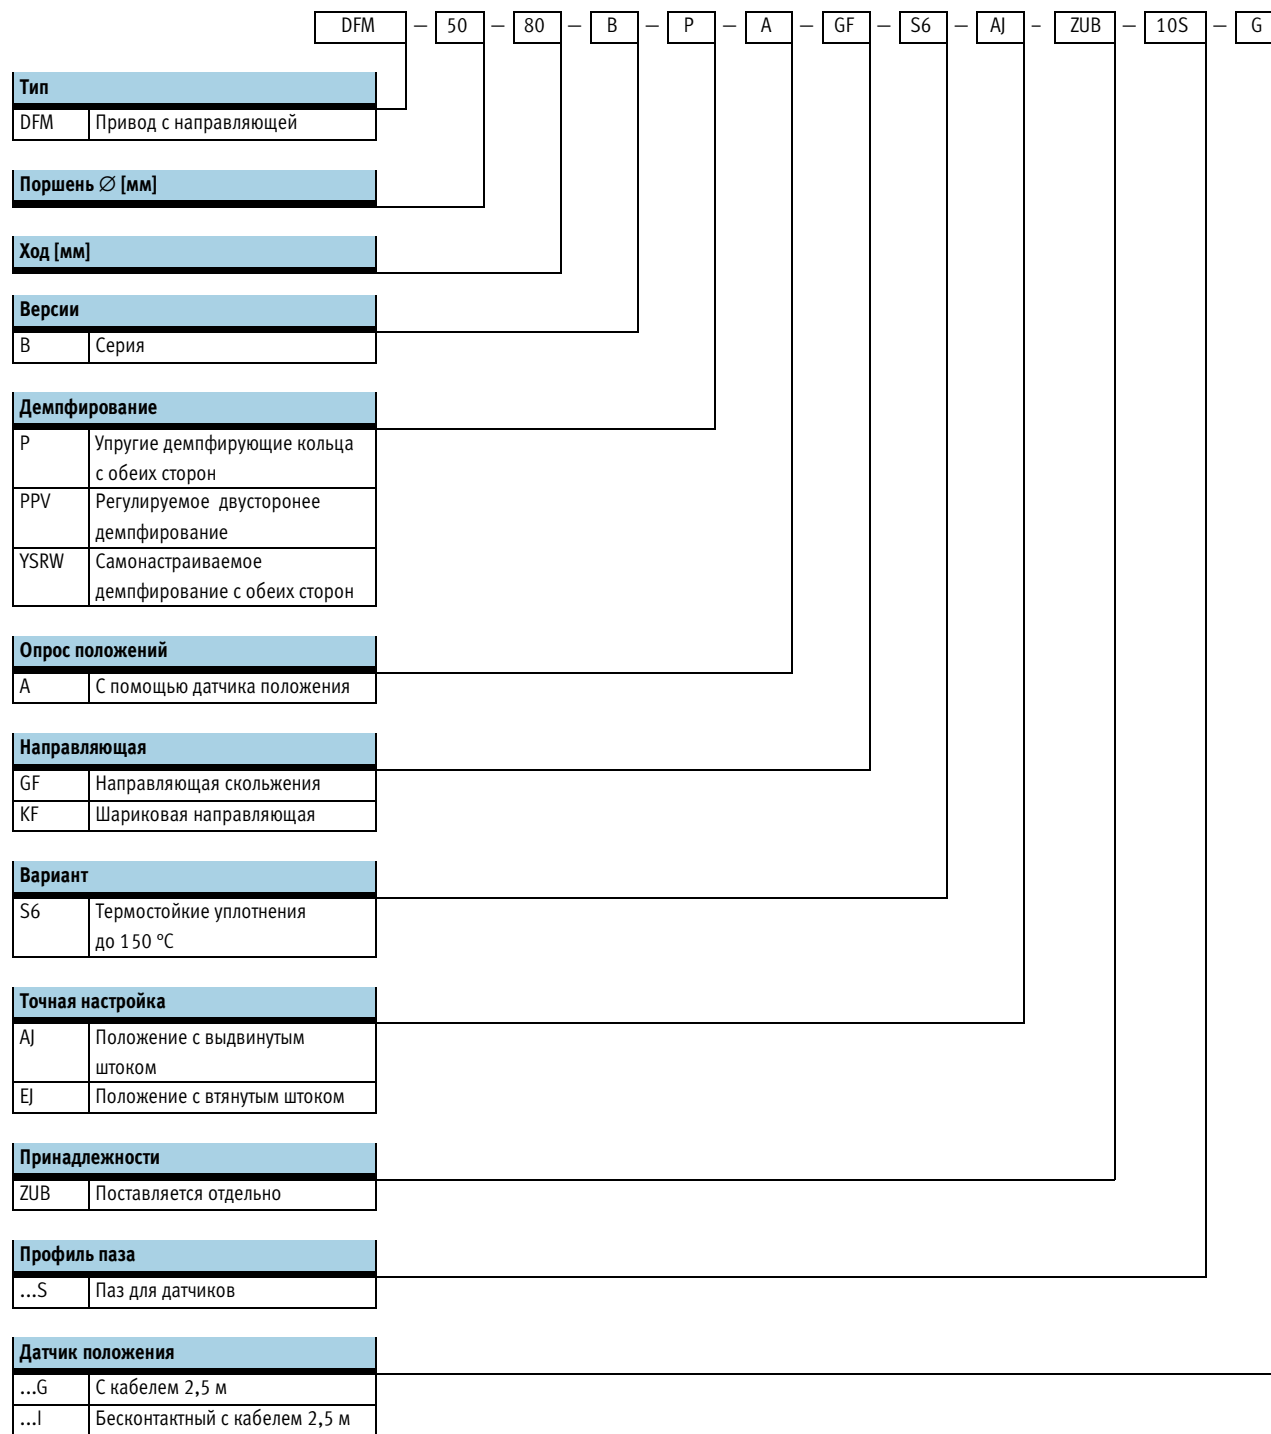 DFM – 50 – 80 – B – P – A – GF – S6 – AJ – ZUB – 10S – G
Тип
DFM Привод с направляющей
Поршень ∅ [мм]
Ход [мм]
Версии
B Серия
Демпфирование
P Упругие демпфирующие кольца
с обеих сторон
PPV Регулируемое двусторонее
демпфирование
YSRW Самонастраиваемое
демпфирование с обеих сторон
Опрос положений
A С помощью датчика положения
Направляющая
GF Направляющая скольжения
KF Шариковая направляющая
Вариант
S6 Термостойкие уплотнения
до 150 °C
Точная настройка
AJ Положение с выдвинутым
штоком
EJ Положение с втянутым штоком
Принадлежности
ZUB Поставляется отдельно
Профиль паза
...S Паз для датчиков
Датчик положения
...G С кабелем 2,5 м
...I Бесконтактный с кабелем 2,5 м